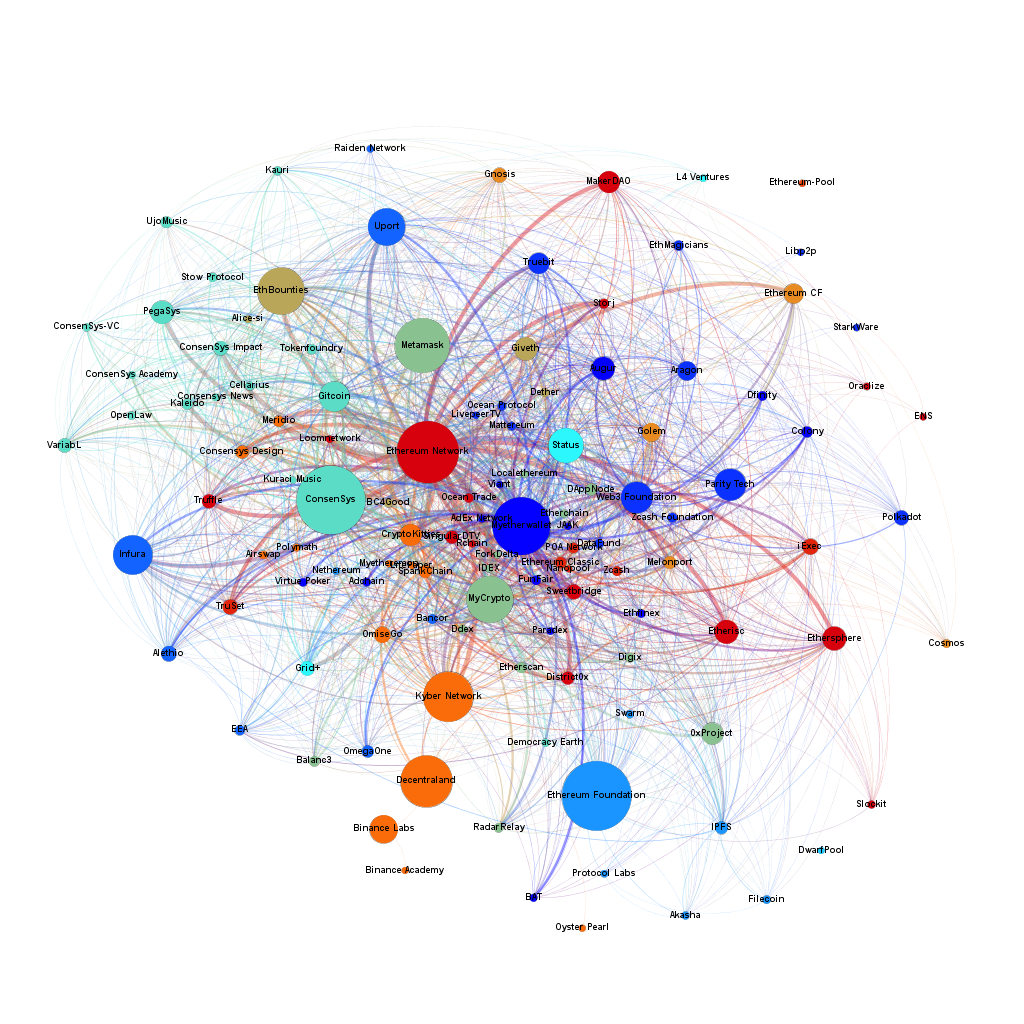 Raiden Network
Kauri
Gnosis
MakerDAO
L4 Ventures
Ethereum-Pool
UjoMusic
Uport
EthMagicians
Libp2p
Truebit
Stow Protocol
EthBounties
Ethereum CF
Storj
PegaSys
Alice-si
ConsenSys-VC
StarkWare
ConsenSys Impact
Tokenfoundry
Metamask
Giveth
Augur
Aragon
ConsenSys Academy
Cellarius
Oraclize
Consensys News
Gitcoin
Dether
Dfinity
Kaleido
Ocean Protocol
OpenLaw
LivepeerTV
ENS
Meridio
Mattereum
Golem
Colony
VariabL
Loomnetwork
Status
Consensys Design
Ethereum Network
Localethereum
Kuraci Music
Viant
DAppNode
Parity Tech
Truffle
ConsenSys
BC4Good
Ocean Trade
Web3 Foundation
Etherchain
AdEx Network
Zcash Foundation
Polkadot
Myetherwallet
JAAK
CryptoKitties
SingularDTV
Rchain
DataFund
POA Network
iExec
Polymath
Infura
Airswap
ForkDelta
Ethereum Classic
Melonport
Nethereum
IDEX
Nanopool
SpankChain
Zcash
Virtue Poker
Adchain
FunFair
Sweetbridge
MyCrypto
TruSet
Ethfinex
Bancor
Ddex
Paradex
OmiseGo
Etherisc
Ethersphere
Cosmos
Alethio
Digix
Grid+
Etherscan
District0x
Kyber Network
Swarm
EEA
0xProject
Democracy Earth
OmegaOne
Balanc3
Decentraland
Ethereum Foundation
Slockit
Binance Labs
RadarRelay
IPFS
DwarfPool
Binance Academy
Protocol Labs
BAT
Filecoin
Akasha
Oyster Pearl